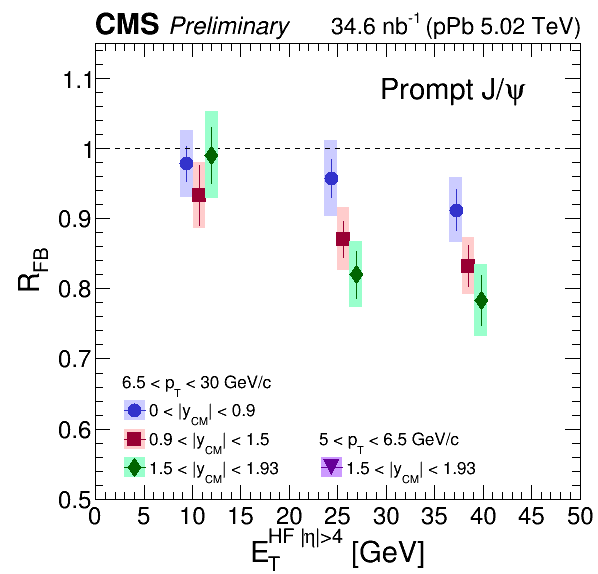 CMS Preliminary 34.6 nb⁻¹ (pPb 5.02 TeV)
Prompt J/ψ
R_FB
1.1
1
0.9
0.8
0.7
0.6
0.5
6.5 < p_T < 30 GeV/c
0 < |y_CM| < 0.9
0.9 < |y_CM| < 1.5
1.5 < |y_CM| < 1.93
5 < p_T < 6.5 GeV/c
1.5 < |y_CM| < 1.93
0 5 10 15 20 25 30 35 40 45 50
E_T^HF |η|>4 [GeV]